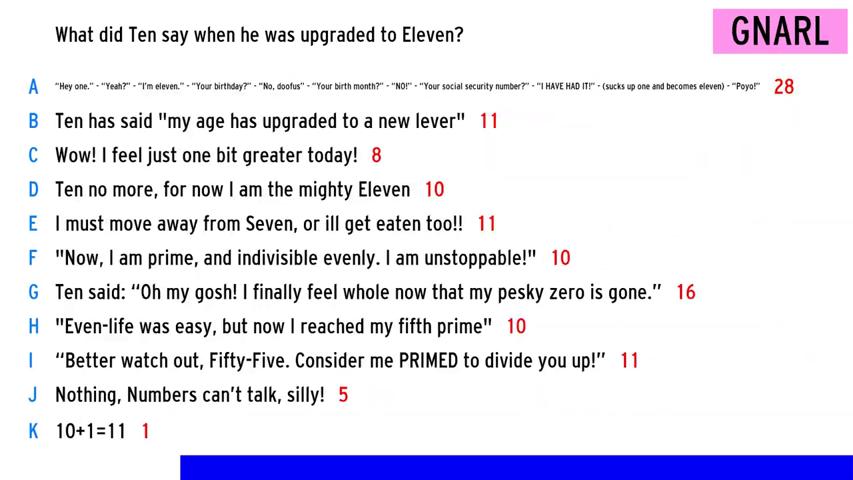 What did Ten say when he was upgraded to Eleven?
GNARL
A "Hey one." - "Yeah?" - "I'm eleven." - "Your birthday?" - "No, doofus" - "Your birth month?" - "NO!" - "Your social security number?" - "I HAVE HAD IT!" - (sucks up one and becomes eleven) - "Poyo!" 28
B Ten has said "my age has upgraded to a new lever" 11
C Wow! I feel just one bit greater today! 8
D Ten no more, for now I am the mighty Eleven 10
E I must move away from Seven, or ill get eaten too!! 11
F "Now, I am prime, and indivisible evenly. I am unstoppable!" 10
G Ten said: “Oh my gosh! I finally feel whole now that my pesky zero is gone.” 16
H "Even-life was easy, but now I reached my fifth prime" 10
I “Better watch out, Fifty-Five. Consider me PRIMED to divide you up!” 11
J Nothing, Numbers can’t talk, silly! 5
K 10+1=11 1